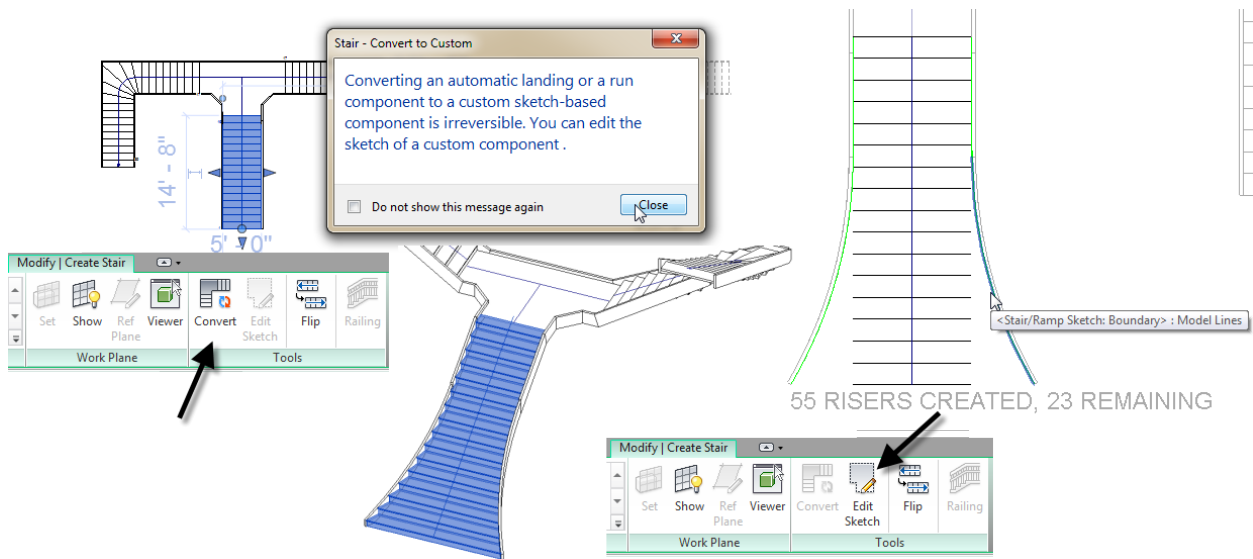 Stair - Convert to Custom
Converting an automatic landing or a run
component to a custom sketch-based
component is irreversible. You can edit the
sketch of a custom component .
Do not show this message again
Close
14' - 8"
5' - 0"
Modify | Create Stair
Set
Show
Ref
Plane
Viewer
Convert
Edit
Sketch
Flip
Railing
Work Plane
Tools
<Stair/Ramp Sketch: Boundary> : Model Lines
55 RISERS CREATED, 23 REMAINING
Modify | Create Stair
Set
Show
Ref
Plane
Viewer
Convert
Edit
Sketch
Flip
Railing
Work Plane
Tools